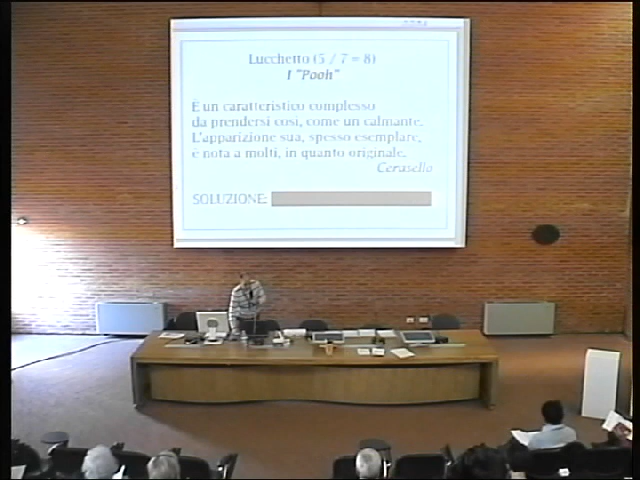 Lucchetto (5 / 7 = 8)
I "Pooh"
È un caratteristico complesso
da prendersi così, come un calmante.
L'apparizione sua, spesso esemplare,
è nota a molti, in quanto originale.
Cerasello
SOLUZIONE: